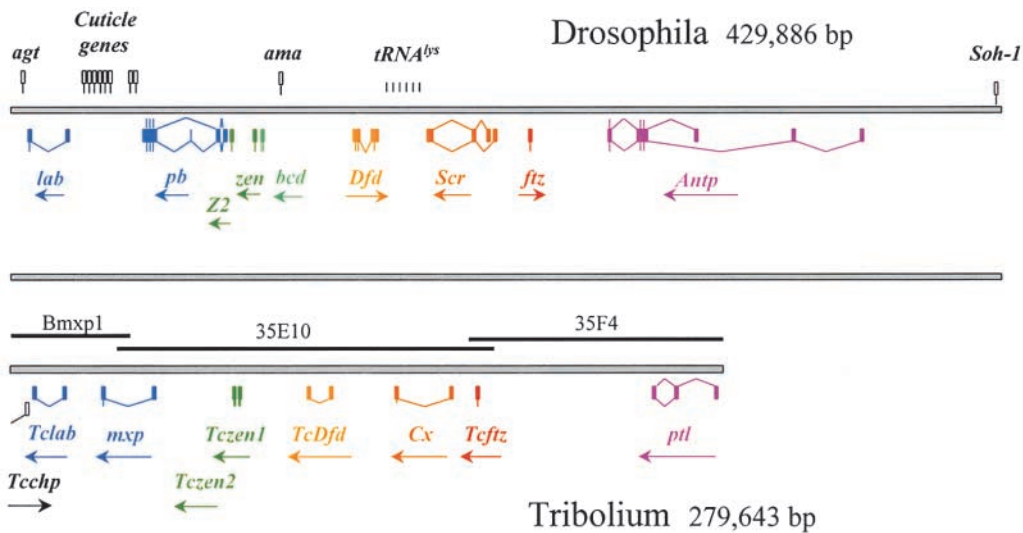 Drosophila 429,886 bp
Cuticle
genes
agt
ama
tRNAlys
Soh-1
lab
pb
zen
bcd
Dfd
Scr
ftz
Antp
Z2
Bmxp1
35E10
35F4
Tclab
mxp
Tczen1
TcDfd
Cx
Tcftz
ptl
Tcchp
Tczen2
Tribolium 279,643 bp